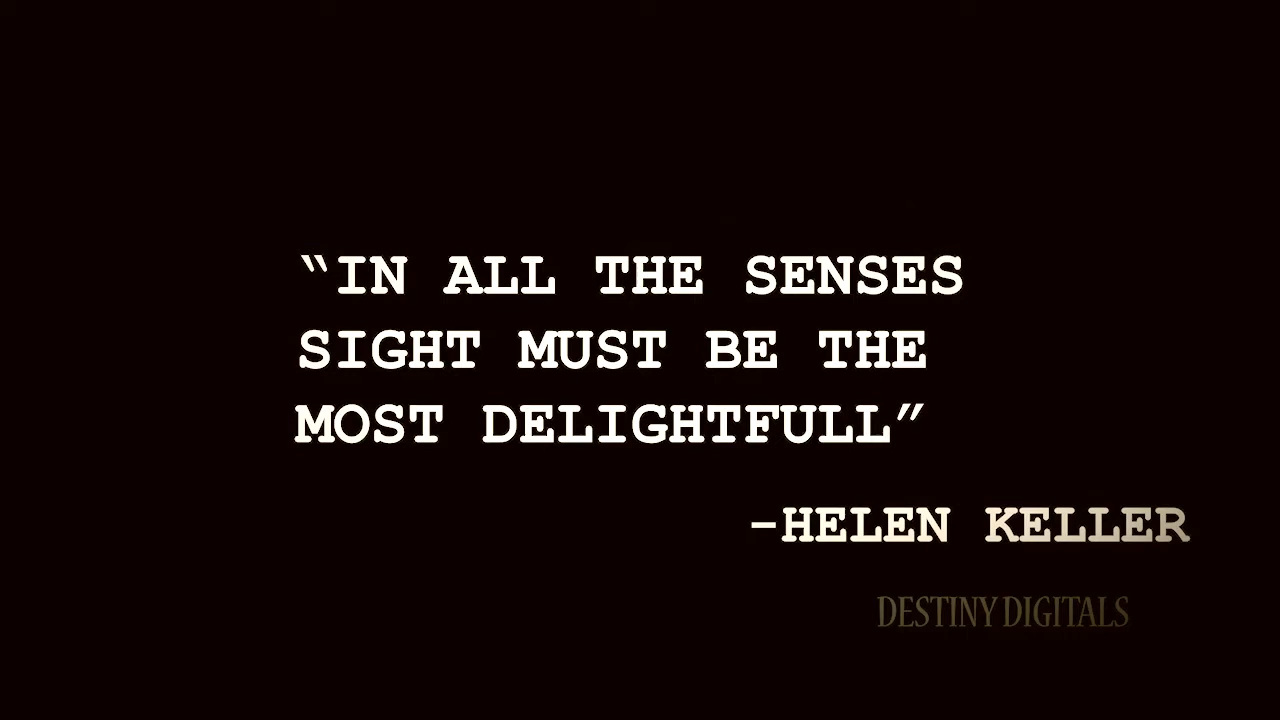 “IN ALL THE SENSES
SIGHT MUST BE THE
MOST DELIGHTFULL”
-HELEN KELLER
DESTINY DIGITALS